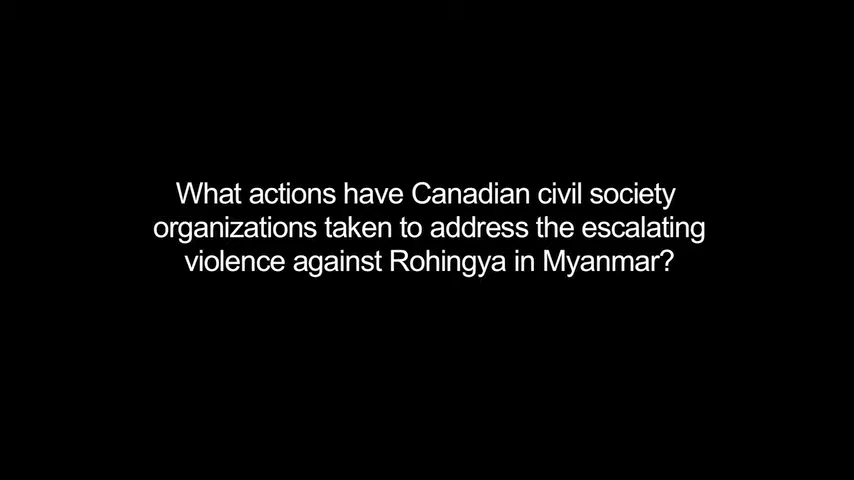 What actions have Canadian civil society
organizations taken to address the escalating
violence against Rohingya in Myanmar?